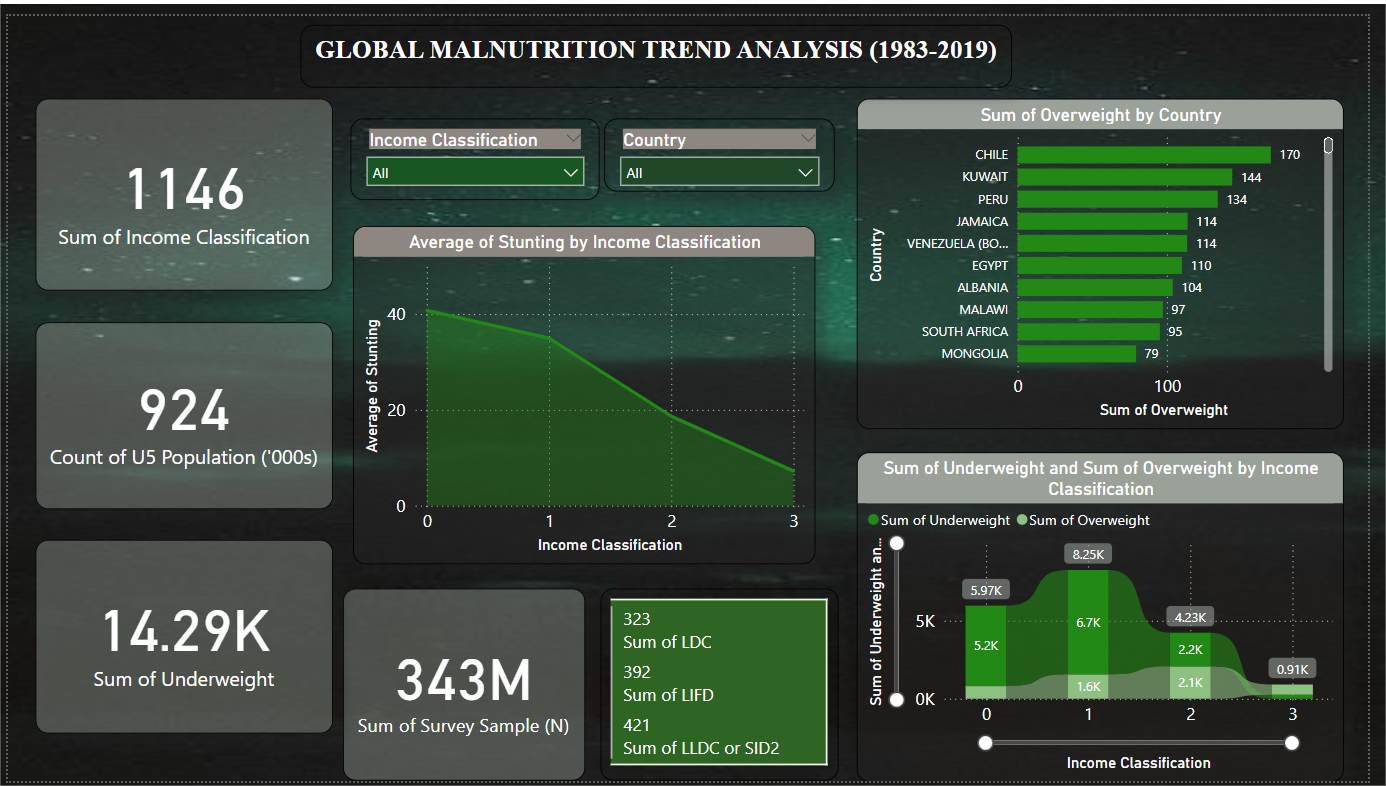 GLOBAL MALNUTRITION TREND ANALYSIS (1983-2019)
1146
Sum of Income Classification
924
Count of U5 Population ('000s)
14.29K
Sum of Underweight
Income Classification
All
Country
All
Average of Stunting by Income Classification
Average of Stunting
40
20
0
0 1 2 3
Income Classification
343M
Sum of Survey Sample (N)
323
Sum of LDC
392
Sum of LIFD
421
Sum of LLDC or SID2
Sum of Overweight by Country
Country
CHILE 170
KUWAIT 144
PERU 134
JAMAICA 114
VENEZUELA (BO... 114
EGYPT 110
ALBANIA 104
MALAWI 97
SOUTH AFRICA 95
MONGOLIA 79
0 100
Sum of Overweight
Sum of Underweight and Sum of Overweight by Income
Classification
Sum of Underweight Sum of Overweight
Sum of Underweight an...
8.25K
5.97K
4.23K
0.91K
5K
0K
5.2K
6.7K
1.6K
2.2K
2.1K
0 1 2 3
Income Classification